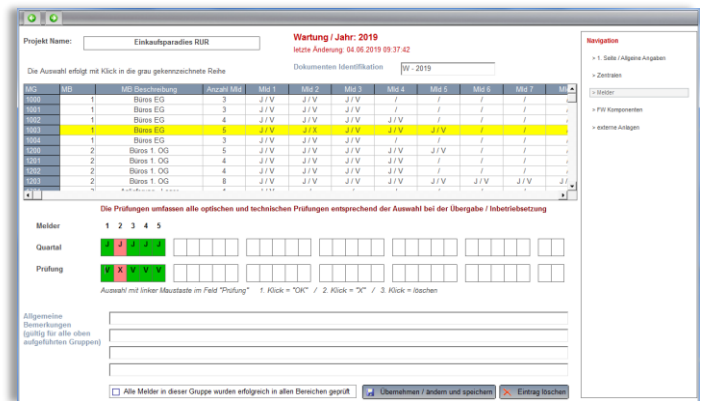 Projekt Name:
Einkaufsparadies RUR
Wartung / Jahr: 2019
letzte Änderung: 04.06.2019 09:37:42
Die Auswahl erfolgt mit Klick in die grau gekennzeichnete Reihe
Dokumenten Identifikation
W - 2019
Navigation
» 1. Seite / Allgeine Angaben
» Zentralen
» Melder
» FW Komponenten
» externe Anlagen
MG MB MB Beschreibung Anzahl Mld Mld 1 Mld 2 Mld 3 Mld 4 Mld 5 Mld 6 Mld 7
1000 1 Büros EG 3 J / V J / V J / V / / / /
1001 1 Büros EG 3 J / V J / V J / V / / / /
1002 1 Büros EG 4 J / V J / V J / V J / V / / /
1003 1 Büros EG 5 J / V J / X J / V J / V J / V / /
1004 1 Büros EG 3 J / V J / V J / V / / / /
1200 2 Büros 1. OG 5 J / V J / V J / V J / V J / V / /
1201 2 Büros 1. OG 4 J / V J / V J / V J / V / / /
1202 2 Büros 1. OG 4 J / V J / V J / V J / V / / /
1203 2 Büros 1. OG 8 J / V J / V J / V J / V J / V J / V J / V J /
Die Prüfungen umfassen alle optischen und technischen Prüfungen entsprechend der Auswahl bei der Übergabe / Inbetriebsetzung
Melder 1 2 3 4 5
Quartal J J J J J
Prüfung V X V V V
Auswahl mit linker Maustaste im Feld "Prüfung" 1. Klick = "OK" / 2. Klick = "X" / 3. Klick = löschen
Allgemeine
Bemerkungen
(gültig für alle oben
aufgeführten Gruppen)
Alle Melder in dieser Gruppe wurden erfolgreich in allen Bereichen geprüft
Übernehmen / ändern und speichern
Eintrag löschen